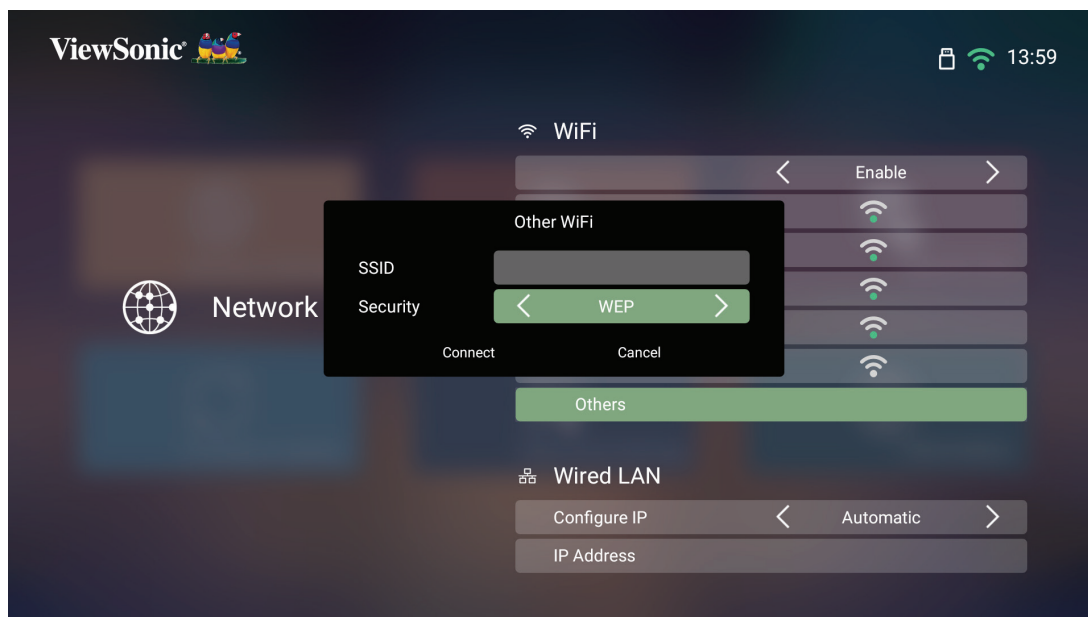 ViewSonic®
13:59
WiFi
Enable
Other WiFi
SSID
Security WEP
Connect Cancel
Network
Others
Wired LAN
Configure IP Automatic
IP Address